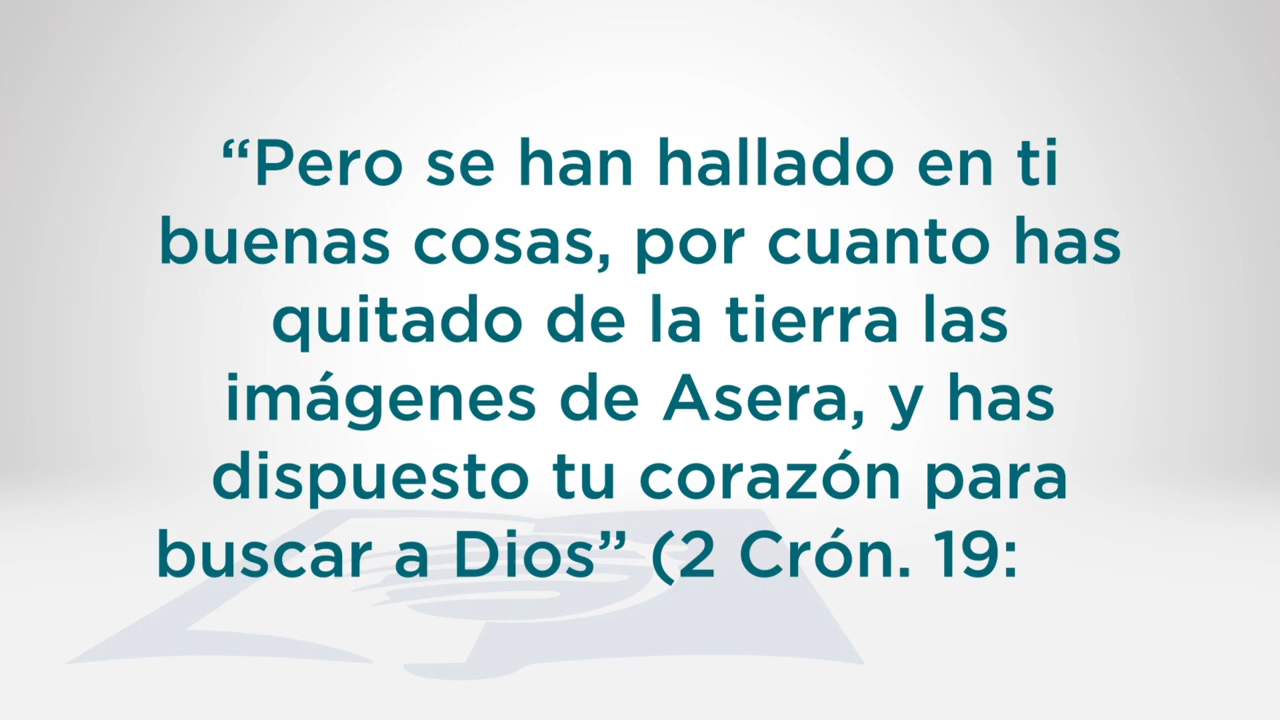 “Pero se han hallado en ti
buenas cosas, por cuanto has
quitado de la tierra las
imágenes de Asera, y has
dispuesto tu corazón para
buscar a Dios” (2 Crón. 19: